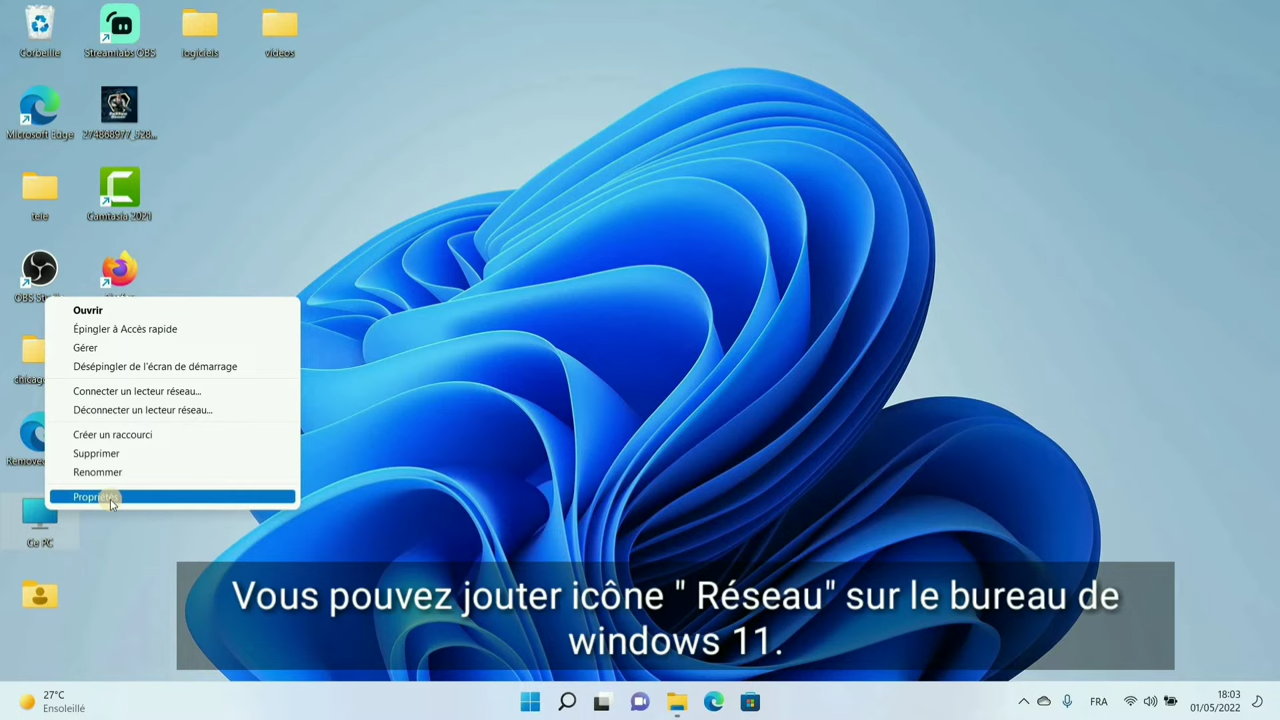 Corbeille
Streamlabs OBS
logiciels
videos
Microsoft Edge
274868977_328...
tele
Camtasia 2021
Ouvrir
Épingler à Accès rapide
Gérer
Désépingler de l'écran de démarrage
Connecter un lecteur réseau...
Déconnecter un lecteur réseau...
Créer un raccourci
Supprimer
Renommer
Propriétés
Ce PC
Vous pouvez jouter icône " Réseau" sur le bureau de
windows 11.
27°C
Ensoleillé
FRA
18:03
01/05/2022